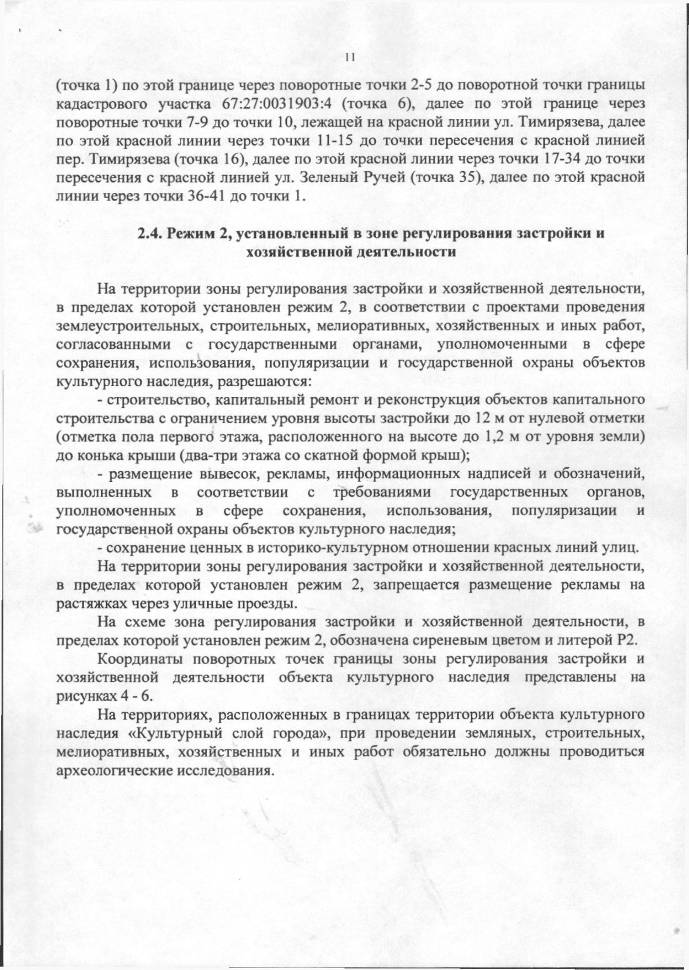 11
(точка 1) по этой границе через поворотные точки 2-5 до поворотной точки границы
кадастрового участка 67:27:0031903:4 (точка 6), далее по этой границе через
поворотные точки 7-9 до точки 10, лежащей на красной линии ул. Тимирязева, далее
по этой красной линии через точки 11-15 до точки пересечения с красной линией
пер. Тимирязева (точка 16), далее по этой красной линии через точки 17-34 до точки
пересечения с красной линией ул. Зеленый Ручей (точка 35), далее по этой красной
линии через точки 36-41 до точки 1.
2.4. Режим 2, установленный в зоне регулирования застройки и
хозяйственной деятельности
На территории зоны регулирования застройки и хозяйственной деятельности,
в пределах которой установлен режим 2, в соответствии с проектами проведения
землеустроительных, строительных, мелиоративных, хозяйственных и иных работ,
согласованными с государственными органами, уполномоченными в сфере
сохранения, использования, популяризации и государственной охраны объектов
культурного наследия, разрешаются:
- строительство, капитальный ремонт и реконструкция объектов капитального
строительства с ограничением уровня высоты застройки до 12 м от нулевой отметки
(отметка пола первого этажа, расположенного на высоте до 1,2 м от уровня земли)
до конька крыши (два-три этажа со скатной формой крыш);
- размещение вывесок, рекламы, информационных надписей и обозначений,
выполненных в соответствии с требованиями государственных органов,
уполномоченных в сфере сохранения, использования, популяризации и
государственной охраны объектов культурного наследия;
- сохранение ценных в историко-культурном отношении красных линий улиц.
На территории зоны регулирования застройки и хозяйственной деятельности,
в пределах которой установлен режим 2, запрещается размещение рекламы на
растяжках через уличные проезды.
На схеме зона регулирования застройки и хозяйственной деятельности, в
пределах которой установлен режим 2, обозначена сиреневым цветом и литерой Р2.
Координаты поворотных точек границы зоны регулирования застройки и
хозяйственной деятельности объекта культурного наследия представлены на
рисунках 4 - 6.
На территориях, расположенных в границах территории объекта культурного
наследия «Культурный слой города», при проведении земляных, строительных,
мелиоративных, хозяйственных и иных работ обязательно должны проводиться
археологические исследования.